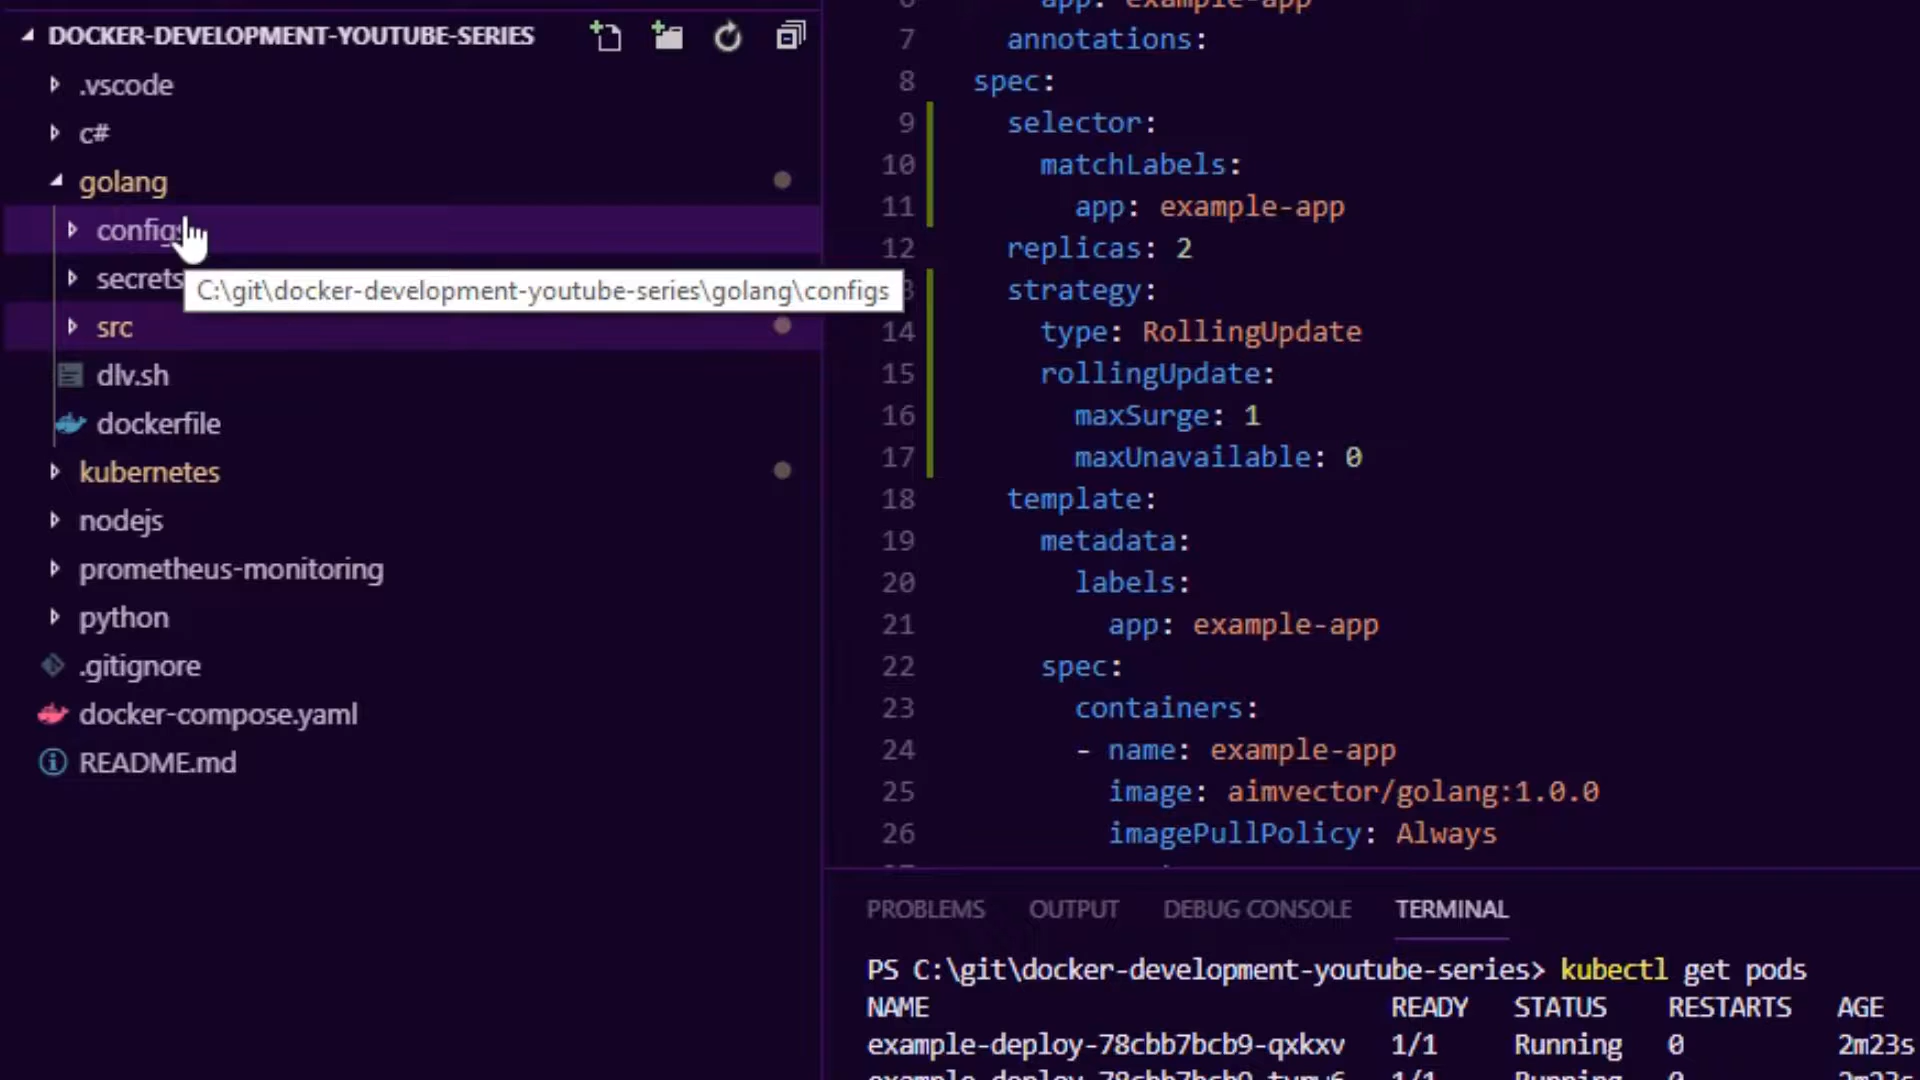 DOCKER-DEVELOPMENT-YOUTUBE-SERIES
.vscode
c#
golang
configs
secrets
C:\git\docker-development-youtube-series\golang\configs
src
dlv.sh
dockerfile
kubernetes
nodejs
prometheus-monitoring
python
.gitignore
docker-compose.yaml
README.md
app: example-app
7 annotations:
8 spec:
9 selector:
10 matchLabels:
11 app: example-app
12 replicas: 2
strategy:
14 type: RollingUpdate
15 rollingUpdate:
16 maxSurge: 1
17 maxUnavailable: 0
18 template:
19 metadata:
20 labels:
21 app: example-app
22 spec:
23 containers:
24 - name: example-app
25 image: aimvector/golang:1.0.0
26 imagePullPolicy: Always
PROBLEMS OUTPUT DEBUG CONSOLE TERMINAL
PS C:\git\docker-development-youtube-series> kubectl get pods
NAME READY STATUS RESTARTS AGE
example-deploy-78cbb7bcb9-qxkxv 1/1 Running 0 2m23s